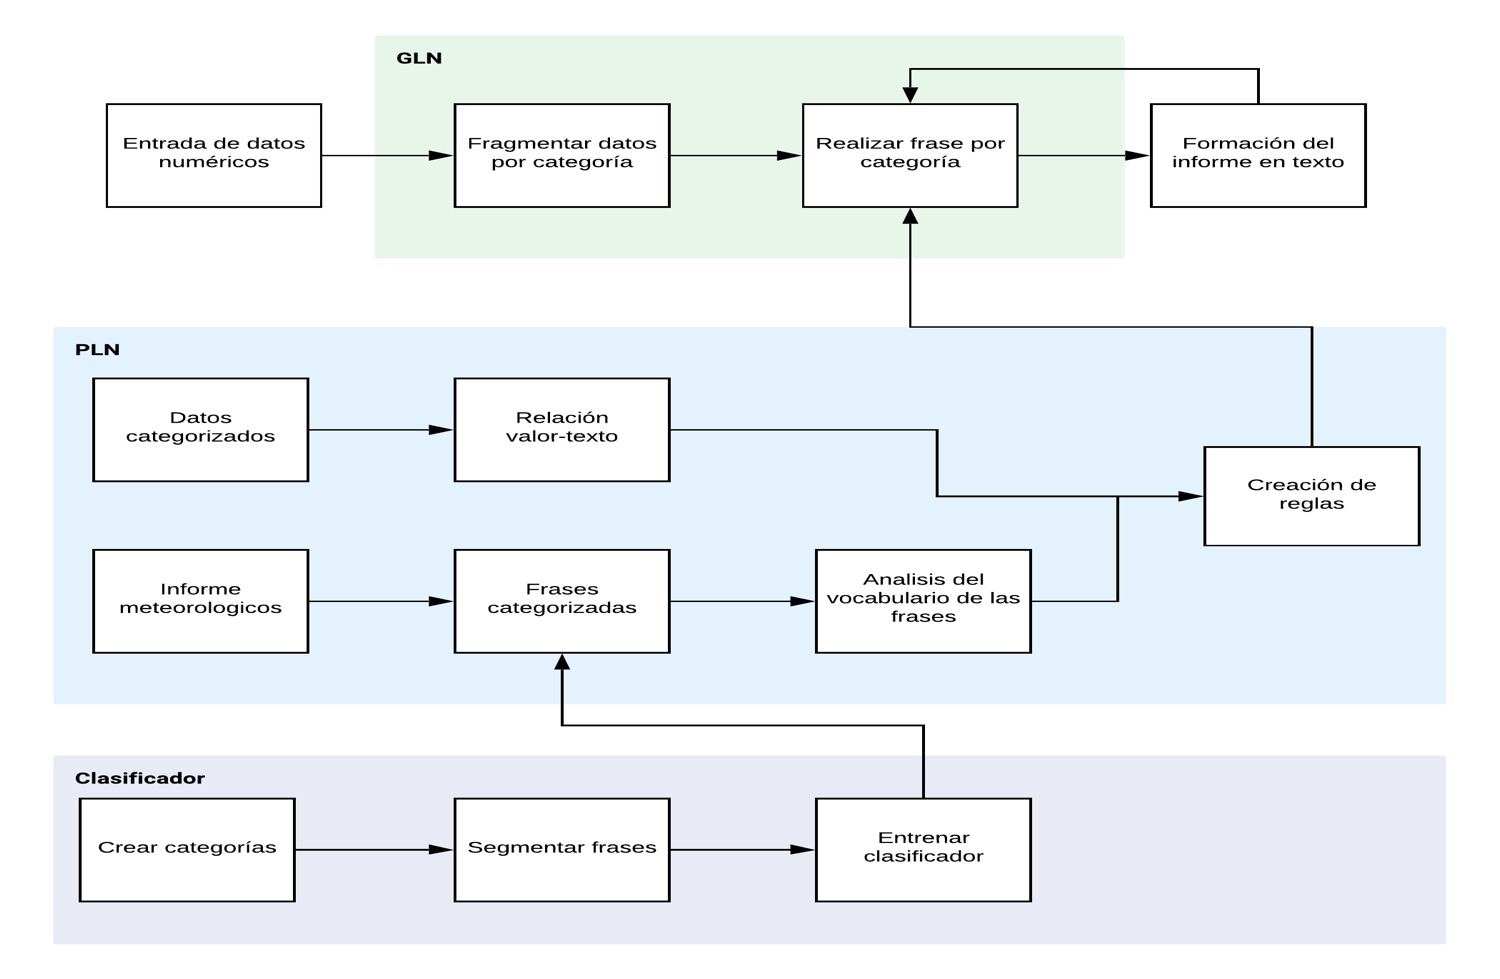 GLN
Entrada de datos
numéricos
Fragmentar datos
por categoría
Realizar frase por
categoría
Formación del
informe en texto
PLN
Datos
categorizados
Relación
valor-texto
Creación de
reglas
Informe
meteorologicos
Frases
categorizadas
Analisis del
vocabulario de las
frases
Clasificador
Crear categorías
Segmentar frases
Entrenar
clasificador